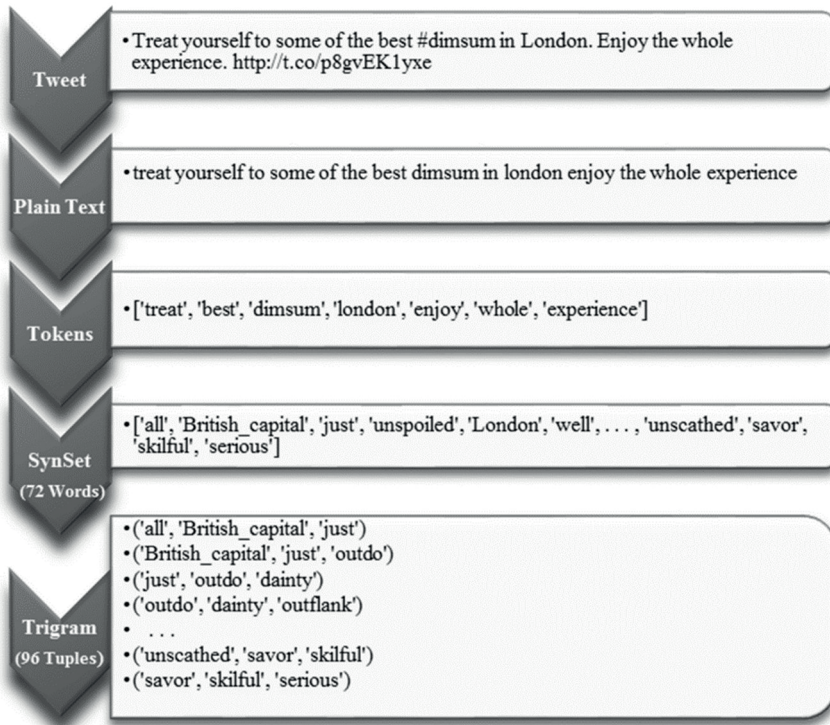 Tweet
•Treat yourself to some of the best #dimsum in London. Enjoy the whole
experience. http://t.co/p8gvEK1yxe
Plain Text
•treat yourself to some of the best dimsum in london enjoy the whole experience
Tokens
•['treat', 'best', 'dimsum', 'london', 'enjoy', 'whole', 'experience']
SynSet
(72 Words)
•['all', 'British_capital', 'just', 'unspoiled', 'London', 'well', . . . , 'unscathed', 'savor',
'skilful', 'serious']
Trigram
(96 Tuples)
•('all', 'British_capital', 'just')
•('British_capital', 'just', 'outdo')
•('just', 'outdo', 'dainty')
•('outdo', 'dainty', 'outflank')
• . . .
•('unscathed', 'savor', 'skilful')
•('savor', 'skilful', 'serious')